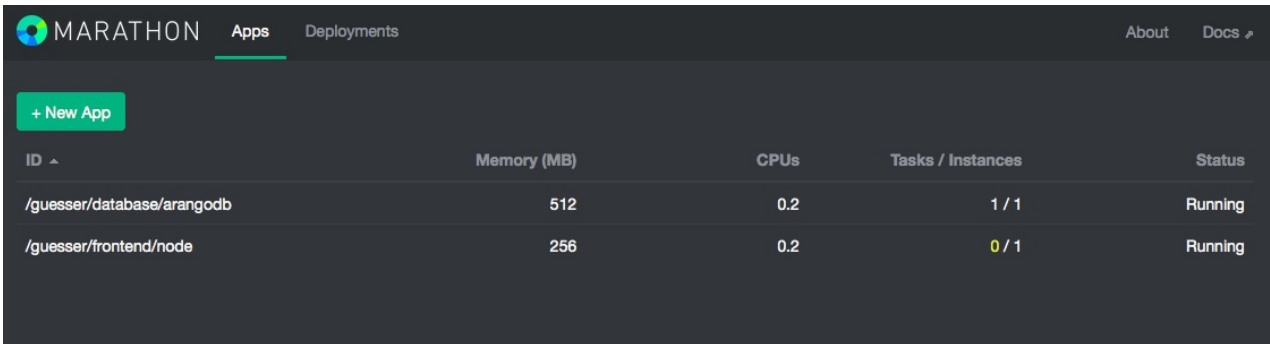 MARATHON Apps Deployments About Docs
+ New App
ID Memory (MB) CPUs Tasks / Instances Status
/guesser/database/arangodb 512 0.2 1 / 1 Running
/guesser/frontend/node 256 0.2 0 / 1 Running